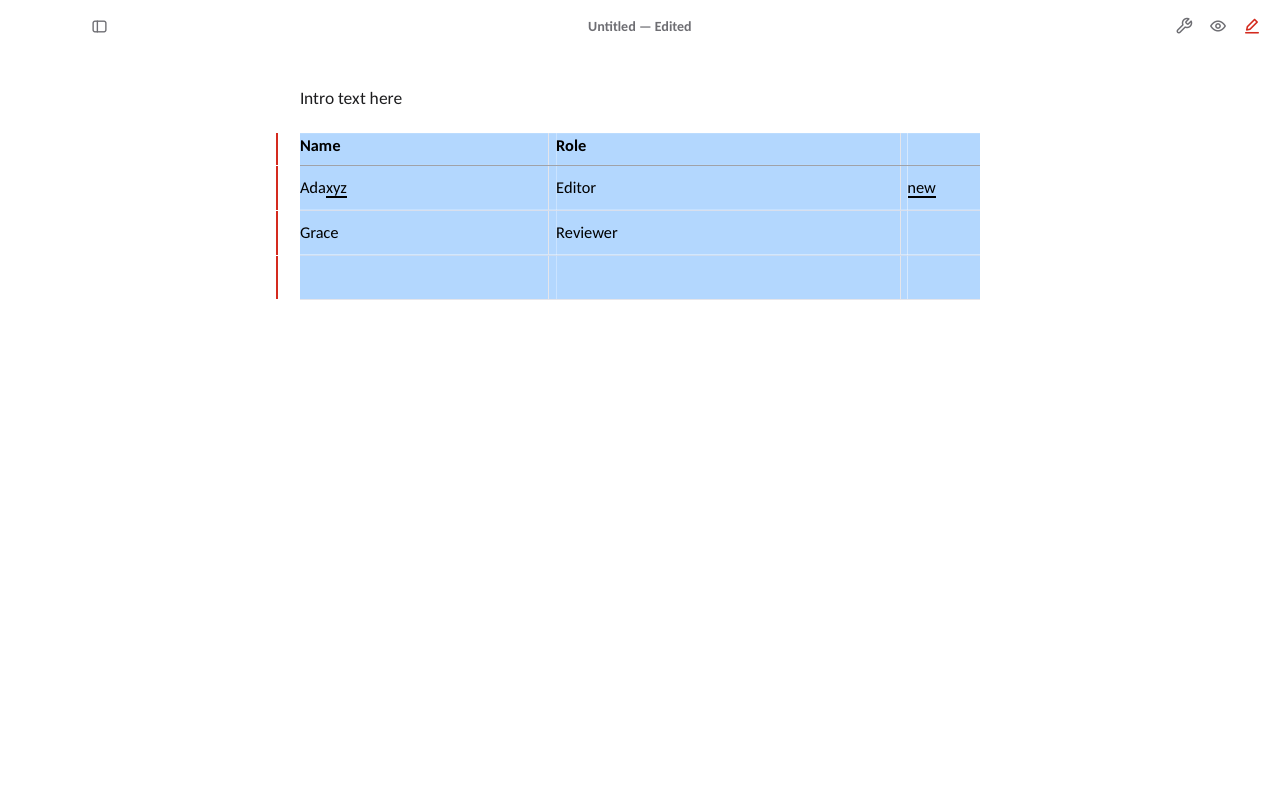 Untitled — Edited
Intro text here
Name Role
Adaxyz Editor new
Grace Reviewer